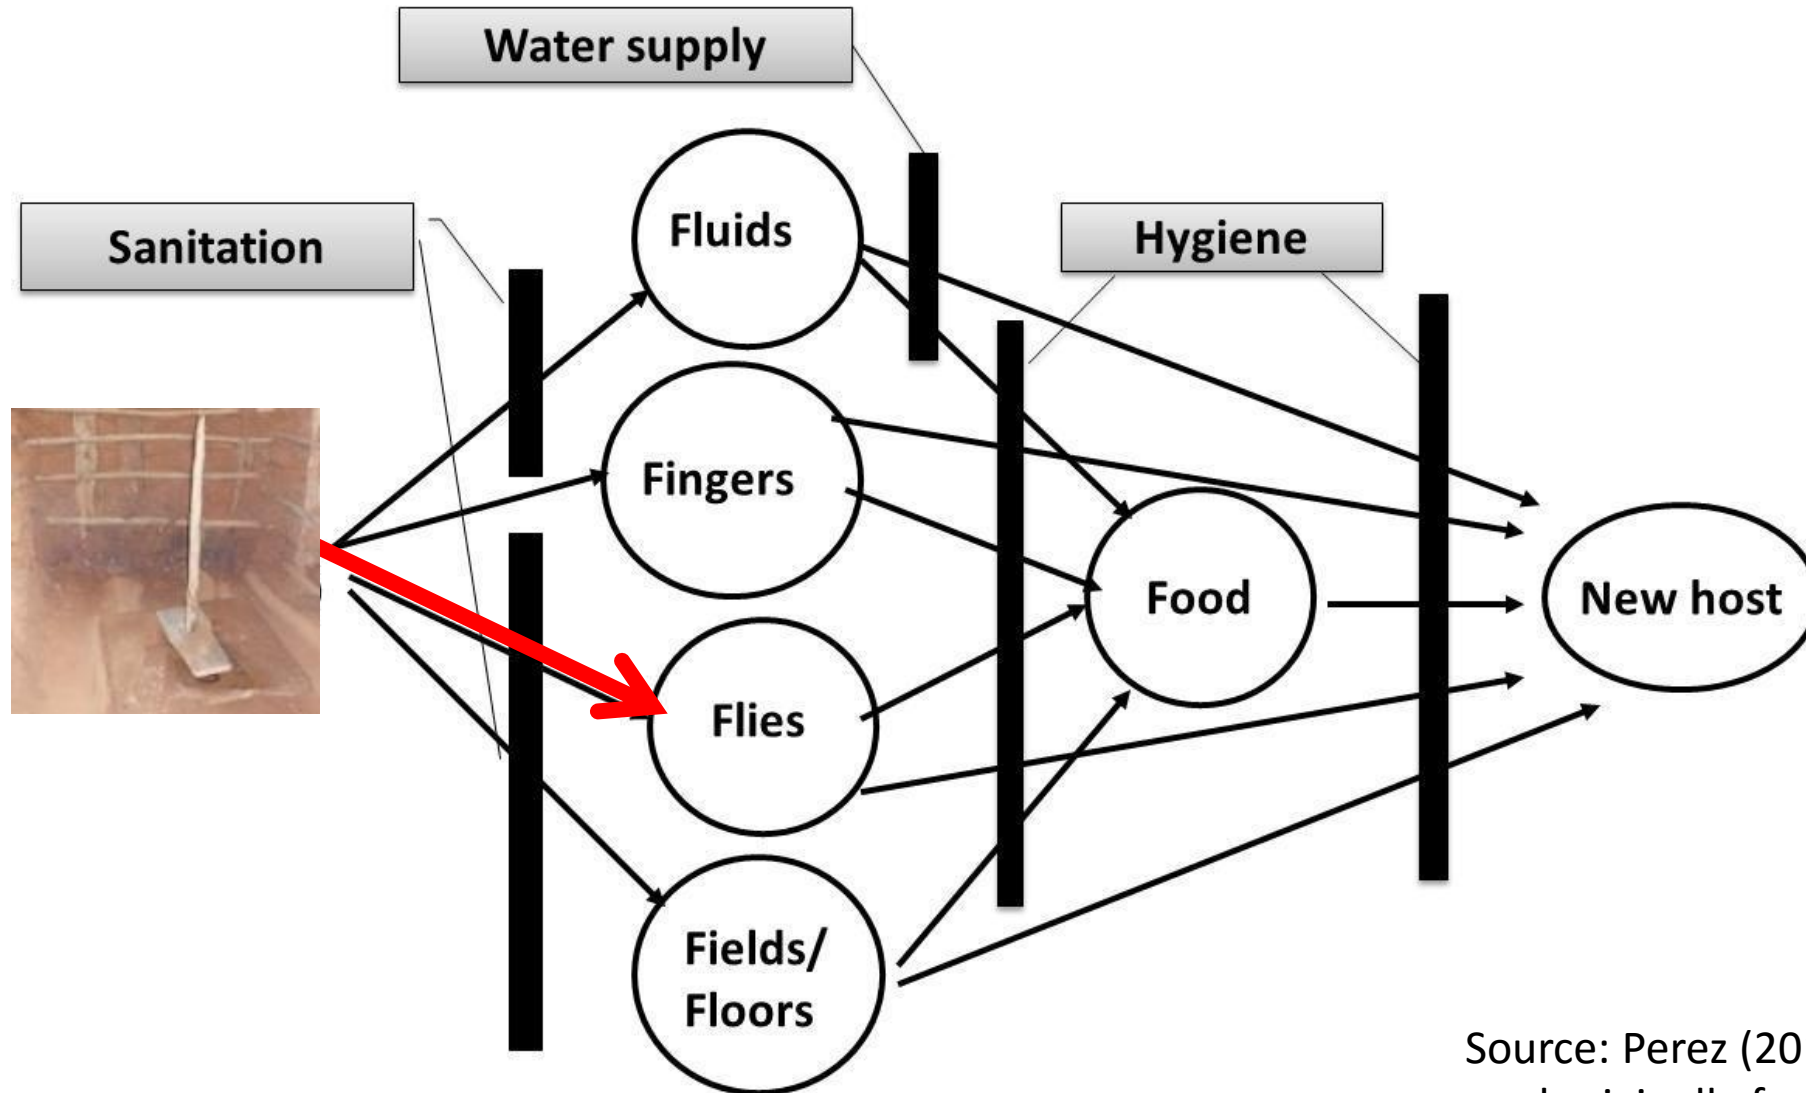 Water supply
Sanitation
Fluids
Hygiene
Fingers
Food
New host
Flies
Fields/
Floors
Source: Perez (20